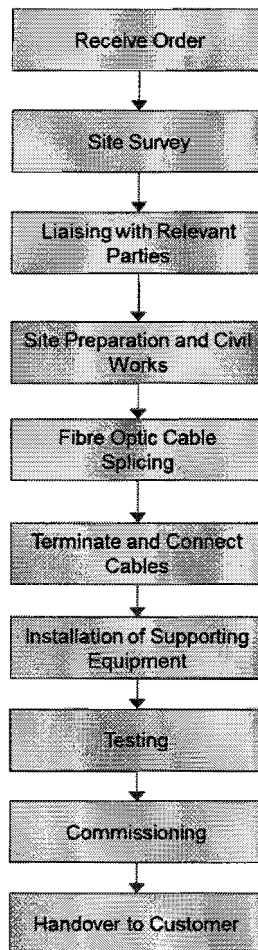 Receive Order
Site Survey
Liaising with Relevant
Parties
Site Preparation and Civil
Works
Fibre Optic Cable
Splicing
Terminate and Connect
Cables
Installation of Supporting
Equipment
Testing
Commissioning
Handover to Customer